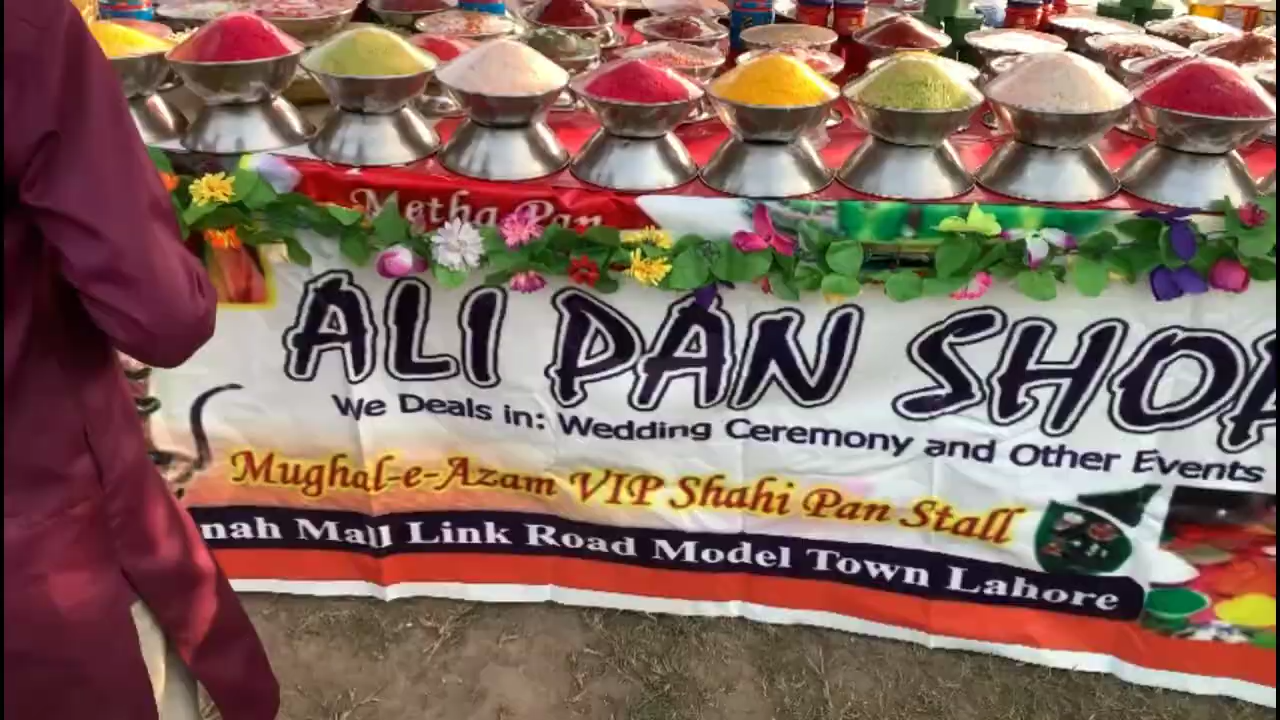 Metha Pan
ALI PAN SHOP
We Deals in: Wedding Ceremony and Other Events
Mughal-e-Azam VIP Shahi Pan Stall
nah Mall Link Road Model Town Lahore